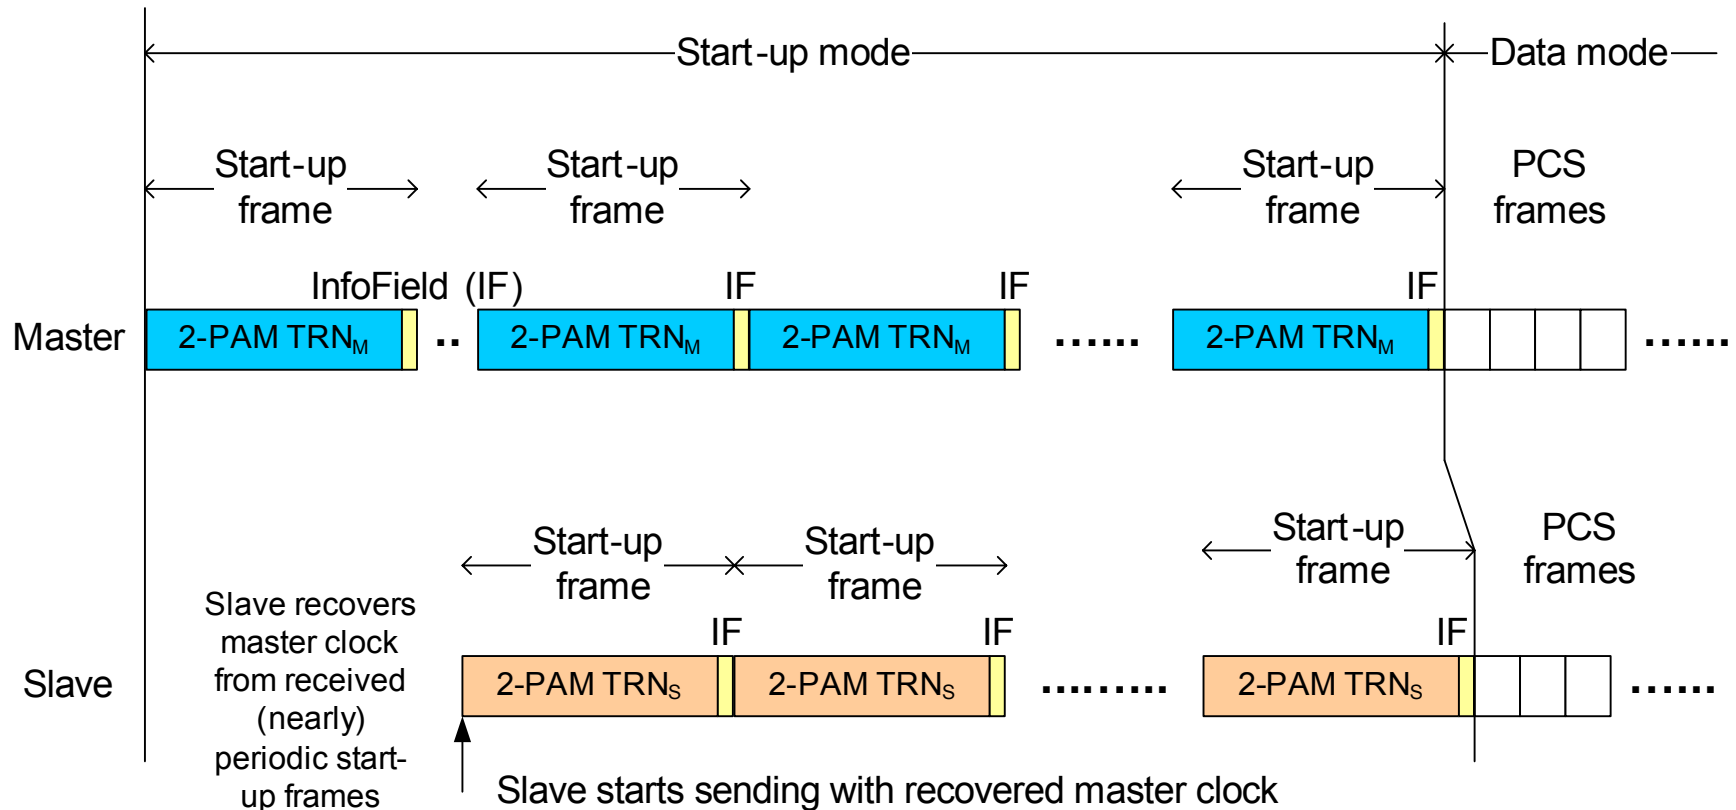 Start-up mode
Data mode
Start-up
frame
Start-up
frame
Start-up
frame
PCS
frames
InfoField (IF)
IF
IF
IF
Master
2-PAM TRNM
..
2-PAM TRNM
2-PAM TRNM
......
2-PAM TRNM
......
Start-up
frame
Start-up
frame
Start-up
frame
PCS
frames
Slave recovers
master clock
from received
(nearly)
periodic start-
up frames
IF
IF
IF
Slave
2-PAM TRNS
2-PAM TRNS
.........
2-PAM TRNS
......
Slave starts sending with recovered master clock